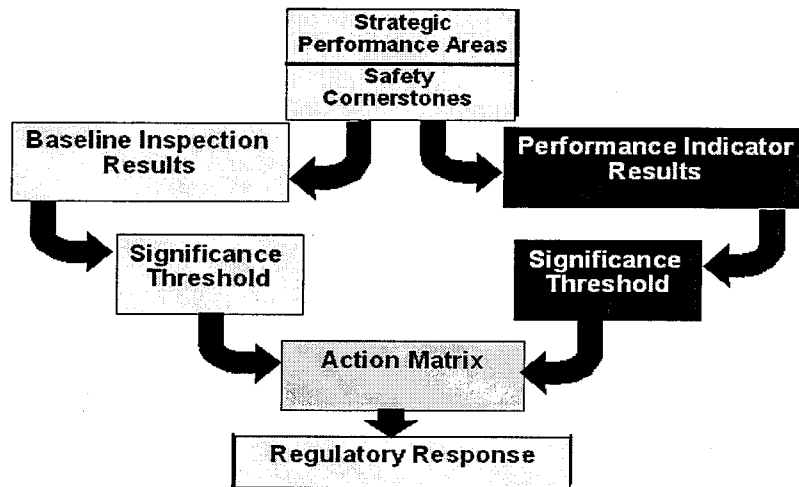 Strategic
Performance Areas
Safety
Cornerstones
Baseline Inspection
Results
Performance Indicator
Results
Significance
Threshold
Significance
Threshold
Action Matrix
Regulatory Response